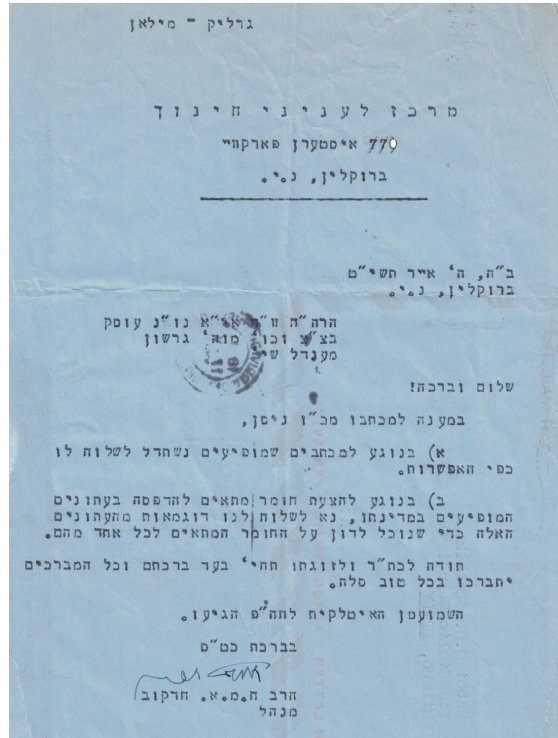 גרליק - מילאן
מרכז לעניני חינוך
770 איסטערן פארקוויי
ברוקלין, נ.י.
ב"ה, ה' אייר תשי"ט
ברוקלין, נ.י.
הרה"ח נו"נ עוסק
בצ"צ וכו' מוה' גרשון
מענדל שי'
שלום וברכה!
במענה למכתבו מכ"ז ניסן,
א) בנוגע למכתבים שמופיעים נשתדל לשלוח לו
כפי האפשרות.
ב) בנוגע להצעת חומר מתאים להדפסה בעתונים
המופיעים במדינתו, נא לשלוח לנו דוגמאות מהעתונים
האלה כדי שנוכל לדון על החומר המתאים לכל אחד מהם.
תודה לכת"ר ולזוגתו תחי' בעד ברכתם וכל המברכים
יתברכו בכל טוב סלה.
השמועסן האיטלקית לתה"פ הגיעו.
בברכת כט"ס
הרב ח.מ.א. חדקוב
מנהל